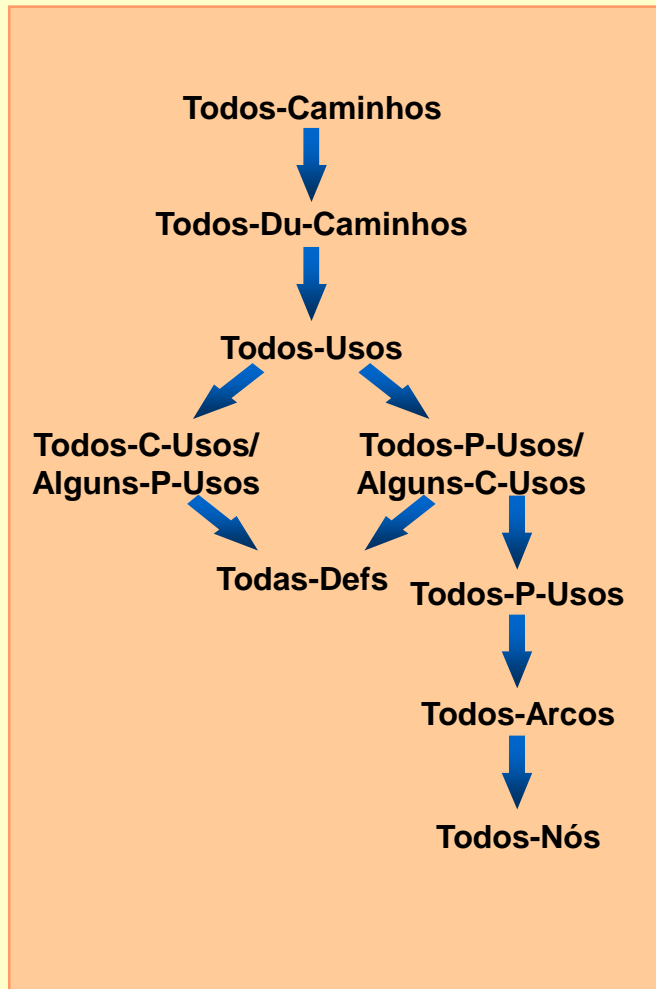 Todos-Caminhos
Todos-Du-Caminhos
Todos-Usos
Todos-C-Usos/
Alguns-P-Usos
Todos-P-Usos/
Alguns-C-Usos
Todas-Defs
Todos-P-Usos
Todos-Arcos
Todos-Nós